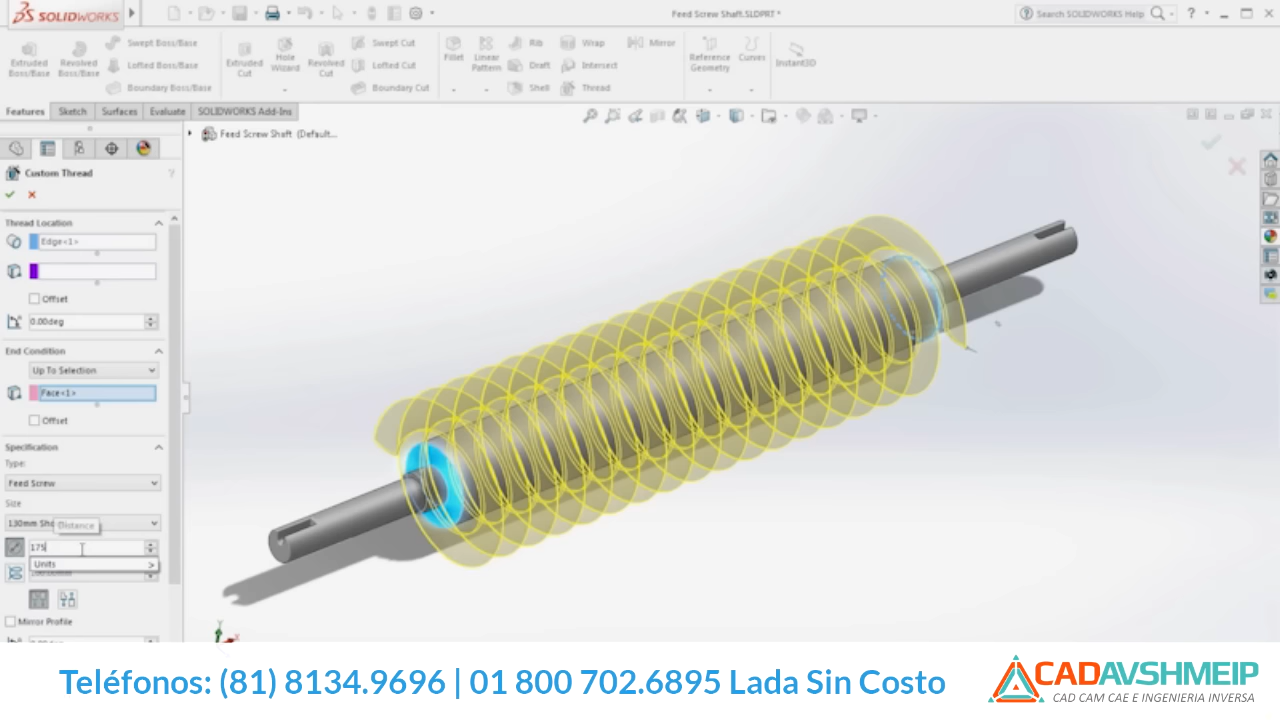 SOLIDWORKS
Feed Screw Shaft.SLDPRT *
Search SOLIDWORKS Help
Extruded Boss/Base
Revolved Boss/Base
Swept Boss/Base
Lofted Boss/Base
Boundary Boss/Base
Extruded Cut
Hole Wizard
Revolved Cut
Swept Cut
Lofted Cut
Boundary Cut
Fillet
Linear Pattern
Rib
Draft
Shell
Wrap
Intersect
Thread
Mirror
Reference Geometry
Curves
Instant3D
Features
Sketch
Surfaces
Evaluate
SOLIDWORKS Add-Ins
Feed Screw Shaft (Default...
Custom Thread
Thread Location
Edge<1>
Offset
0.00deg
End Condition
Up To Selection
Face<1>
Offset
Specification
Type:
Feed Screw
Size
130mm Sho
Distance
175
Units
Mirror Profile
Teléfonos: (81) 8134.9696 | 01 800 702.6895 Lada Sin Costo
CADAVSHMEIP
CAD CAM CAE E INGENIERIA INVERSA